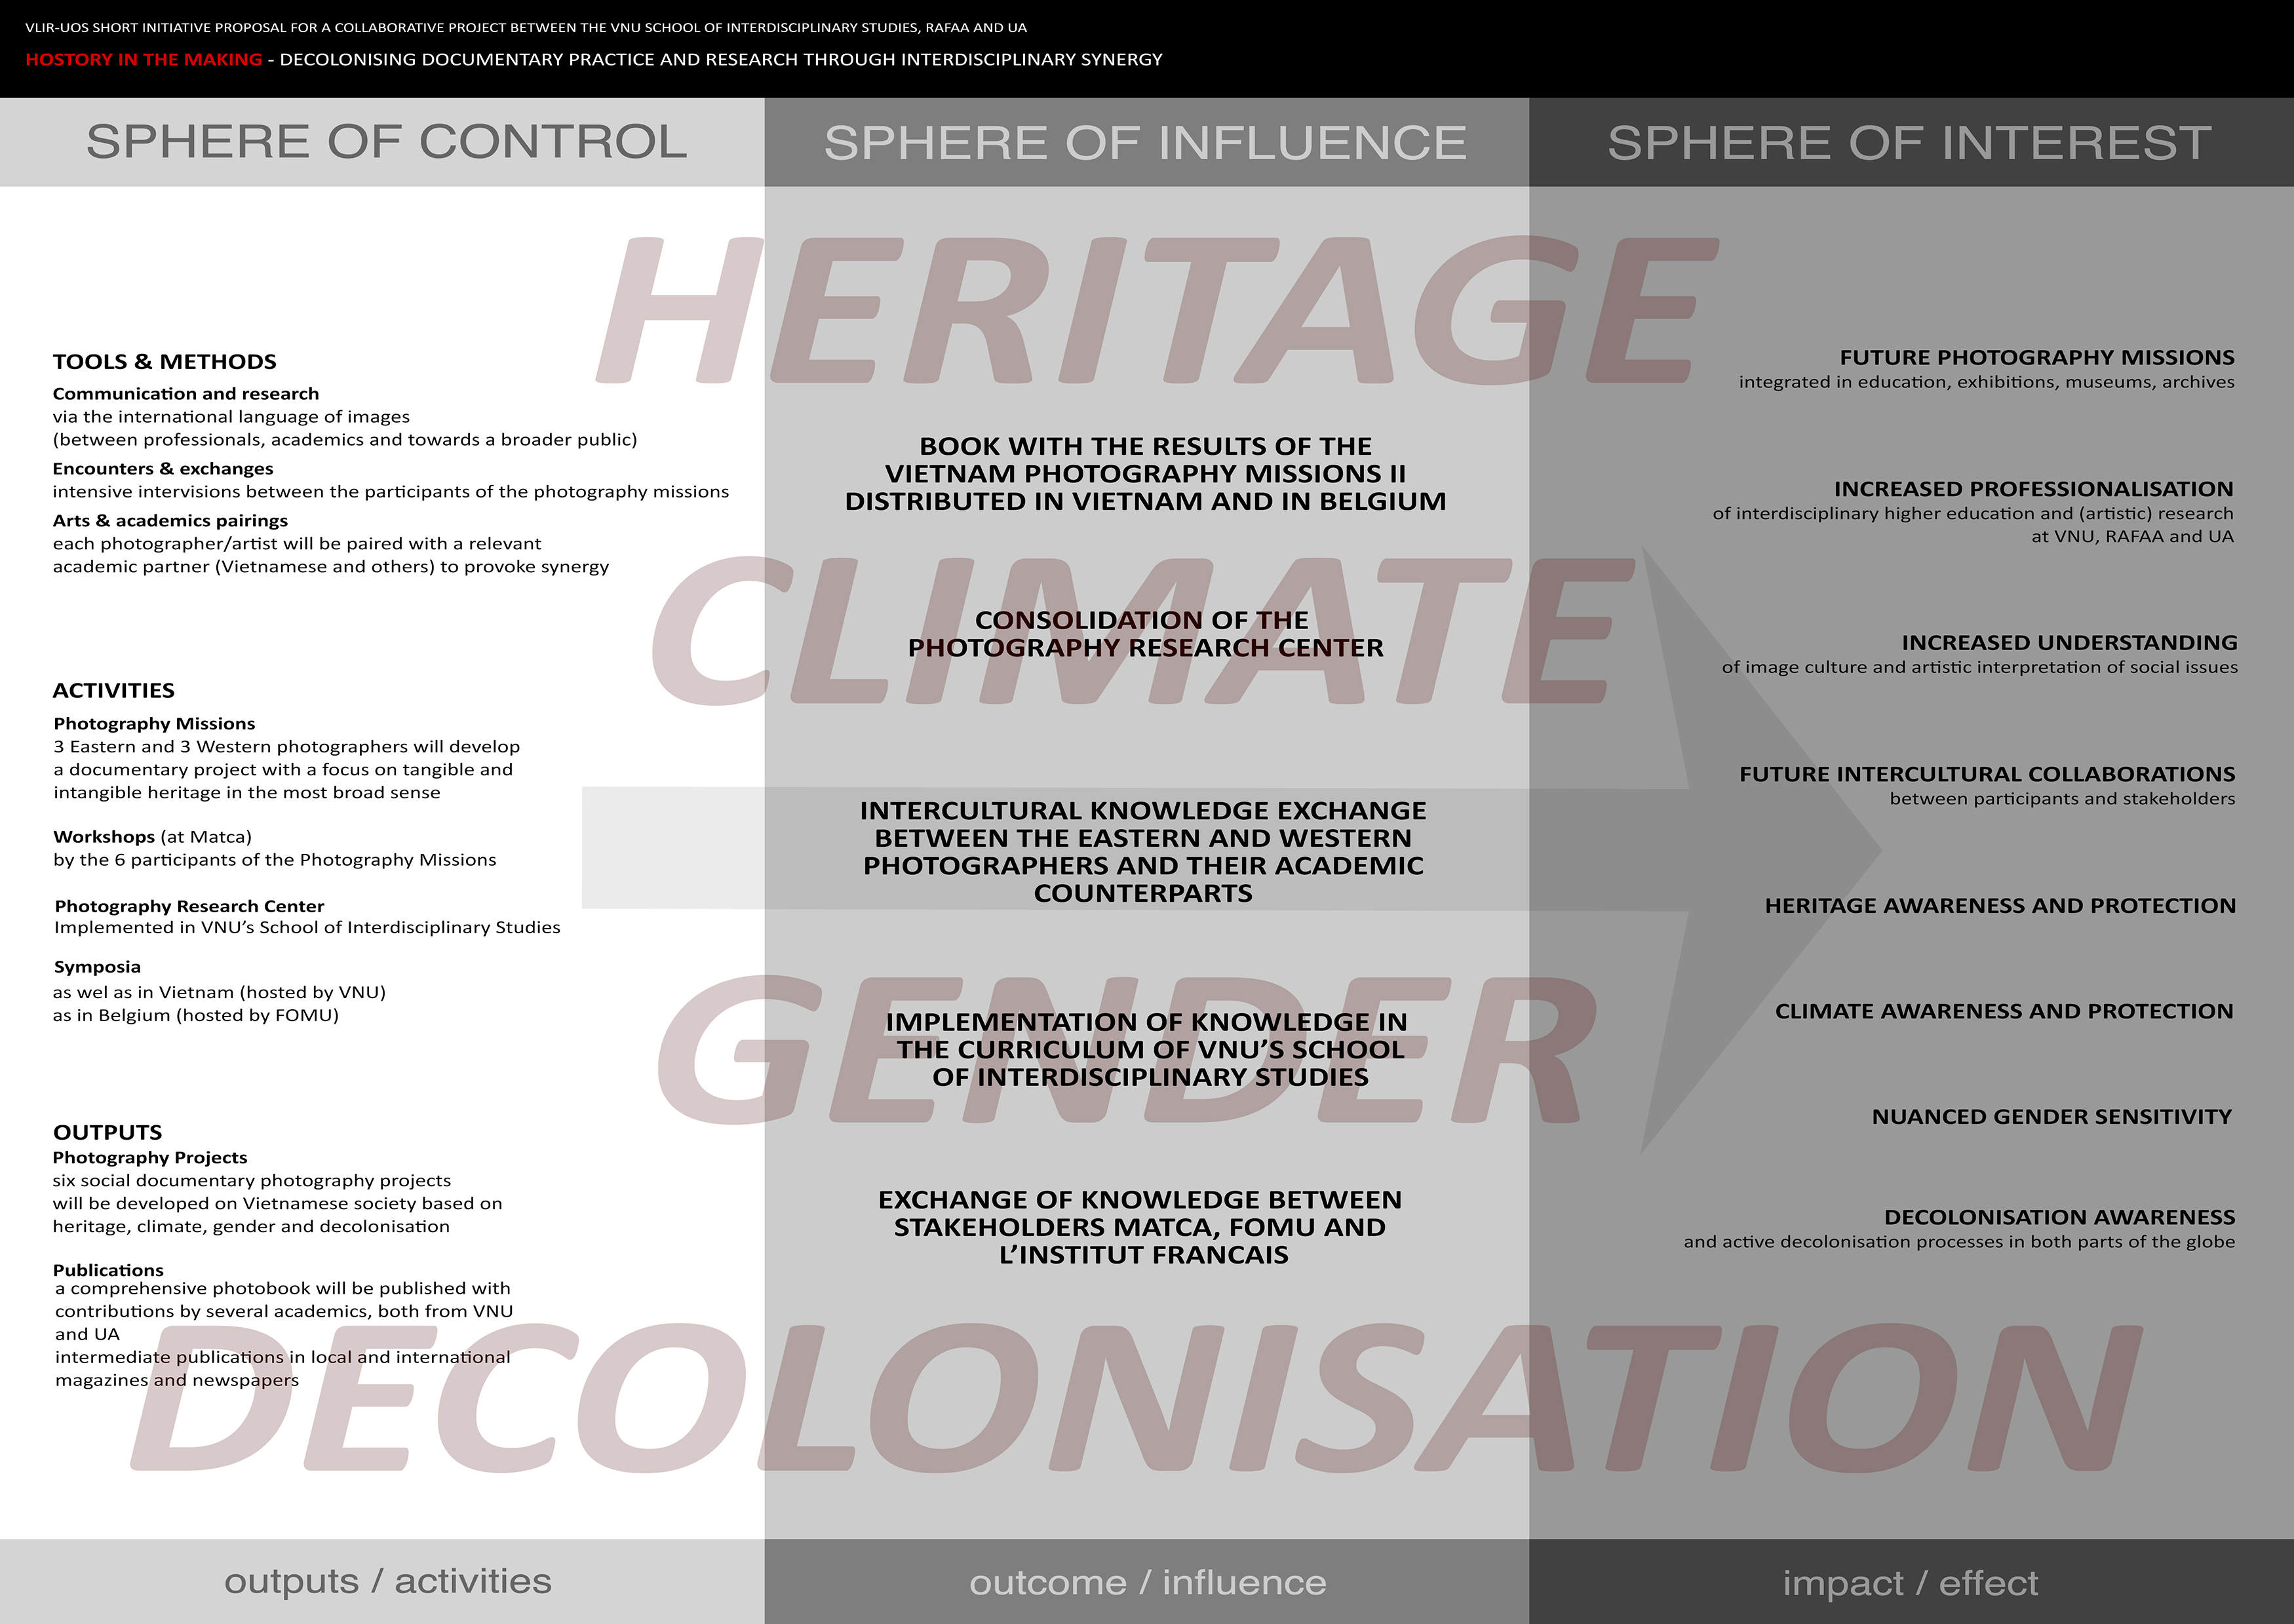 VLIR-UOS SHORT INITIATIVE PROPOSAL FOR A COLLABORATIVE PROJECT BETWEEN THE VNU SCHOOL OF INTERDISCIPLINARY STUDIES, RAFAA AND UA
HOSTORY IN THE MAKING - DECOLONISING DOCUMENTARY PRACTICE AND RESEARCH THROUGH INTERDISCIPLINARY SYNERGY
SPHERE OF CONTROL
TOOLS & METHODS
Communication and research
via the international language of images
(between professionals, academics and towards a broader public)
Encounters & exchanges
intensive intervisions between the participants of the photography missions
Arts & academics pairings
each photographer/artist will be paired with a relevant
academic partner (Vietnamese and others) to provoke synergy
ACTIVITIES
Photography Missions
3 Eastern and 3 Western photographers will develop
a documentary project with a focus on tangible and
intangible heritage in the most broad sense
Workshops (at Matca)
by the 6 participants of the Photography Missions
Photography Research Center
Implemented in VNU’s School of Interdisciplinary Studies
Symposia
as wel as in Vietnam (hosted by VNU)
as in Belgium (hosted by FOMU)
OUTPUTS
Photography Projects
six social documentary photography projects
will be developed on Vietnamese society based on
heritage, climate, gender and decolonisation
Publications
a comprehensive photobook will be published with
contributions by several academics, both from VNU
and UA
intermediate publications in local and international
magazines and newspapers
outputs / activities
SPHERE OF INFLUENCE
HERITAGE
BOOK WITH THE RESULTS OF THE
VIETNAM PHOTOGRAPHY MISSIONS II
DISTRIBUTED IN VIETNAM AND IN BELGIUM
CLIMATE
CONSOLIDATION OF THE
PHOTOGRAPHY RESEARCH CENTER
INTERCULTURAL KNOWLEDGE EXCHANGE
BETWEEN THE EASTERN AND WESTERN
PHOTOGRAPHERS AND THEIR ACADEMIC
COUNTERPARTS
GENDER
IMPLEMENTATION OF KNOWLEDGE IN
THE CURRICULUM OF VNU’S SCHOOL
OF INTERDISCIPLINARY STUDIES
EXCHANGE OF KNOWLEDGE BETWEEN
STAKEHOLDERS MATCA, FOMU AND
L’INSTITUT FRANCAIS
DECOLONISATION
outcome / influence
SPHERE OF INTEREST
FUTURE PHOTOGRAPHY MISSIONS
integrated in education, exhibitions, museums, archives
INCREASED PROFESSIONALISATION
of interdisciplinary higher education and (artistic) research
at VNU, RAFAA and UA
INCREASED UNDERSTANDING
of image culture and artistic interpretation of social issues
FUTURE INTERCULTURAL COLLABORATIONS
between participants and stakeholders
HERITAGE AWARENESS AND PROTECTION
CLIMATE AWARENESS AND PROTECTION
NUANCED GENDER SENSITIVITY
DECOLONISATION AWARENESS
and active decolonisation processes in both parts of the globe
impact / effect